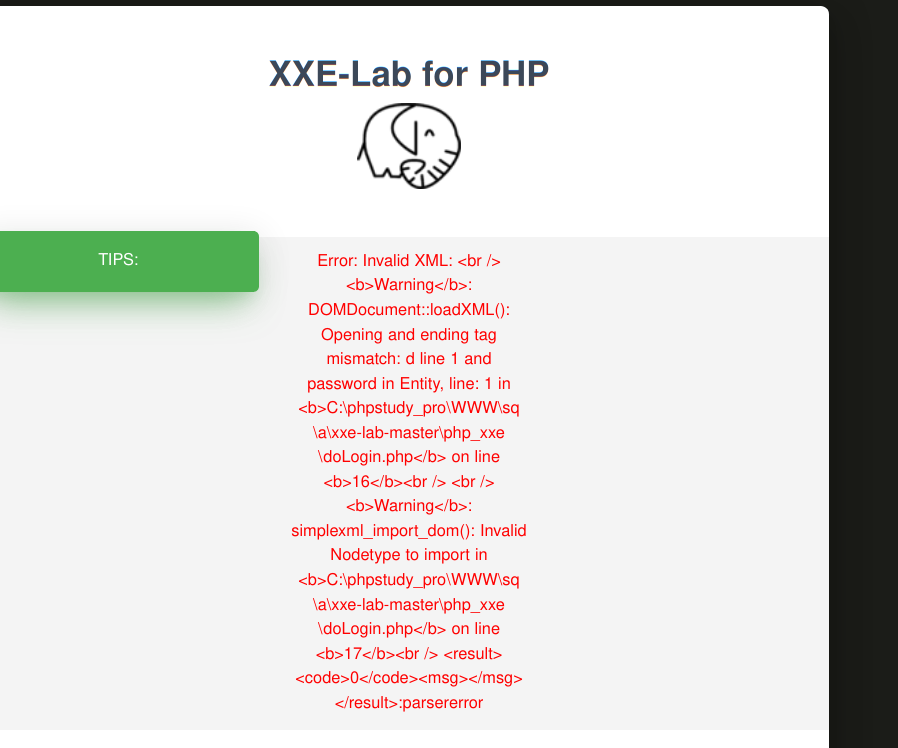 XXE-Lab for PHP
TIPS:
Error: Invalid XML: <br />
<b>Warning</b>:
DOMDocument::loadXML():
Opening and ending tag
mismatch: d line 1 and
password in Entity, line: 1 in
<b>C:\phpstudy_pro\WWW\sq
\a\xxe-lab-master\php_xxe
\doLogin.php</b> on line
<b>16</b><br /> <br />
<b>Warning</b>:
simplexml_import_dom(): Invalid
Nodetype to import in
<b>C:\phpstudy_pro\WWW\sq
\a\xxe-lab-master\php_xxe
\doLogin.php</b> on line
<b>17</b><br /> <result>
<code>0</code><msg></msg>
</result>:parsererror